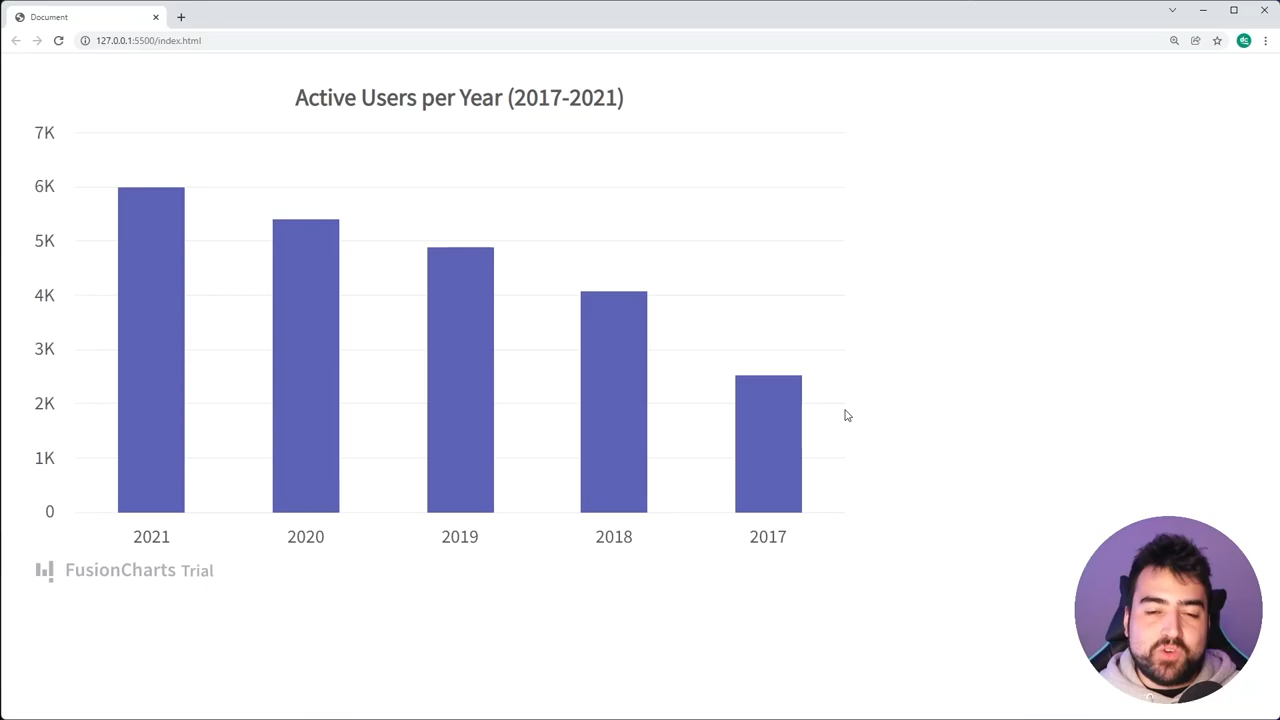 Document
127.0.0.1:5500/index.html
Active Users per Year (2017-2021)
7K
6K
5K
4K
3K
2K
1K
0
2021 2020 2019 2018 2017
FusionCharts Trial